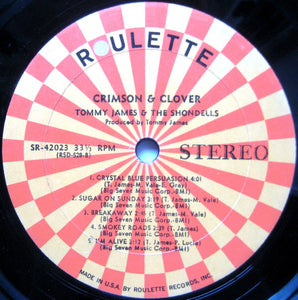 ROULETTE
CRIMSON & CLOVER
TOMMY JAMES & THE SHONDELLS
Produced by Tommy James
SR-42023 33⅓ RPM
(RSD-528-B)
STEREO
1. CRYSTAL BLUE PERSUASION 4:01
(T. James-M. Vale-E. Gray)
(Big Seven Music Corp.-BMI)
2. SUGAR ON SUNDAY 3:19 (T. James-M. Vale)
(Big Seven Music Corp.-BMI)
3. BREAKAWAY 2:45 (T. James-M. Vale)
(Big Seven Music Corp.-BMI)
4. SMOKEY ROADS 2:39 (T. James)
(Big Seven Music Corp.-BMI)
5. I'M ALIVE 2:12 (T. James-P. Lucia)
(Big Seven Music Corp.-BMI)
MADE IN U.S.A. BY ROULETTE RECORDS, INC.